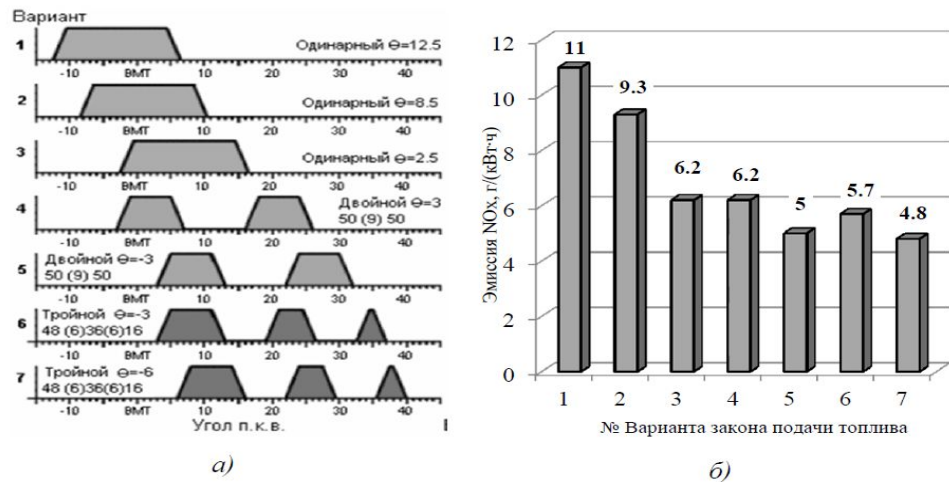 Вариант
1
Одинарный Θ=12.5
-10 ВМТ 10 20 30 40
2
Одинарный Θ=8.5
-10 ВМТ 10 20 30 40
3
Одинарный Θ=2.5
-10 ВМТ 10 20 30 40
4
Двойной Θ=3
50 (9) 50
-10 ВМТ 10 20 30 40
5
Двойной Θ=-3
50 (9) 50
-10 ВМТ 10 20 30 40
6
Тройной Θ=-3
48 (6)36(6)16
-10 ВМТ 10 20 30 40
7
Тройной Θ=-6
48 (6)36(6)16
-10 ВМТ 10 20 30 40
Угол п.к.в.
а)
Эмиссия NOx, г/(кВт·ч)
12
10
8
6
4
2
0
11
9.3
6.2
6.2
5
5.7
4.8
1 2 3 4 5 6 7
№ Варианта закона подачи топлива
б)